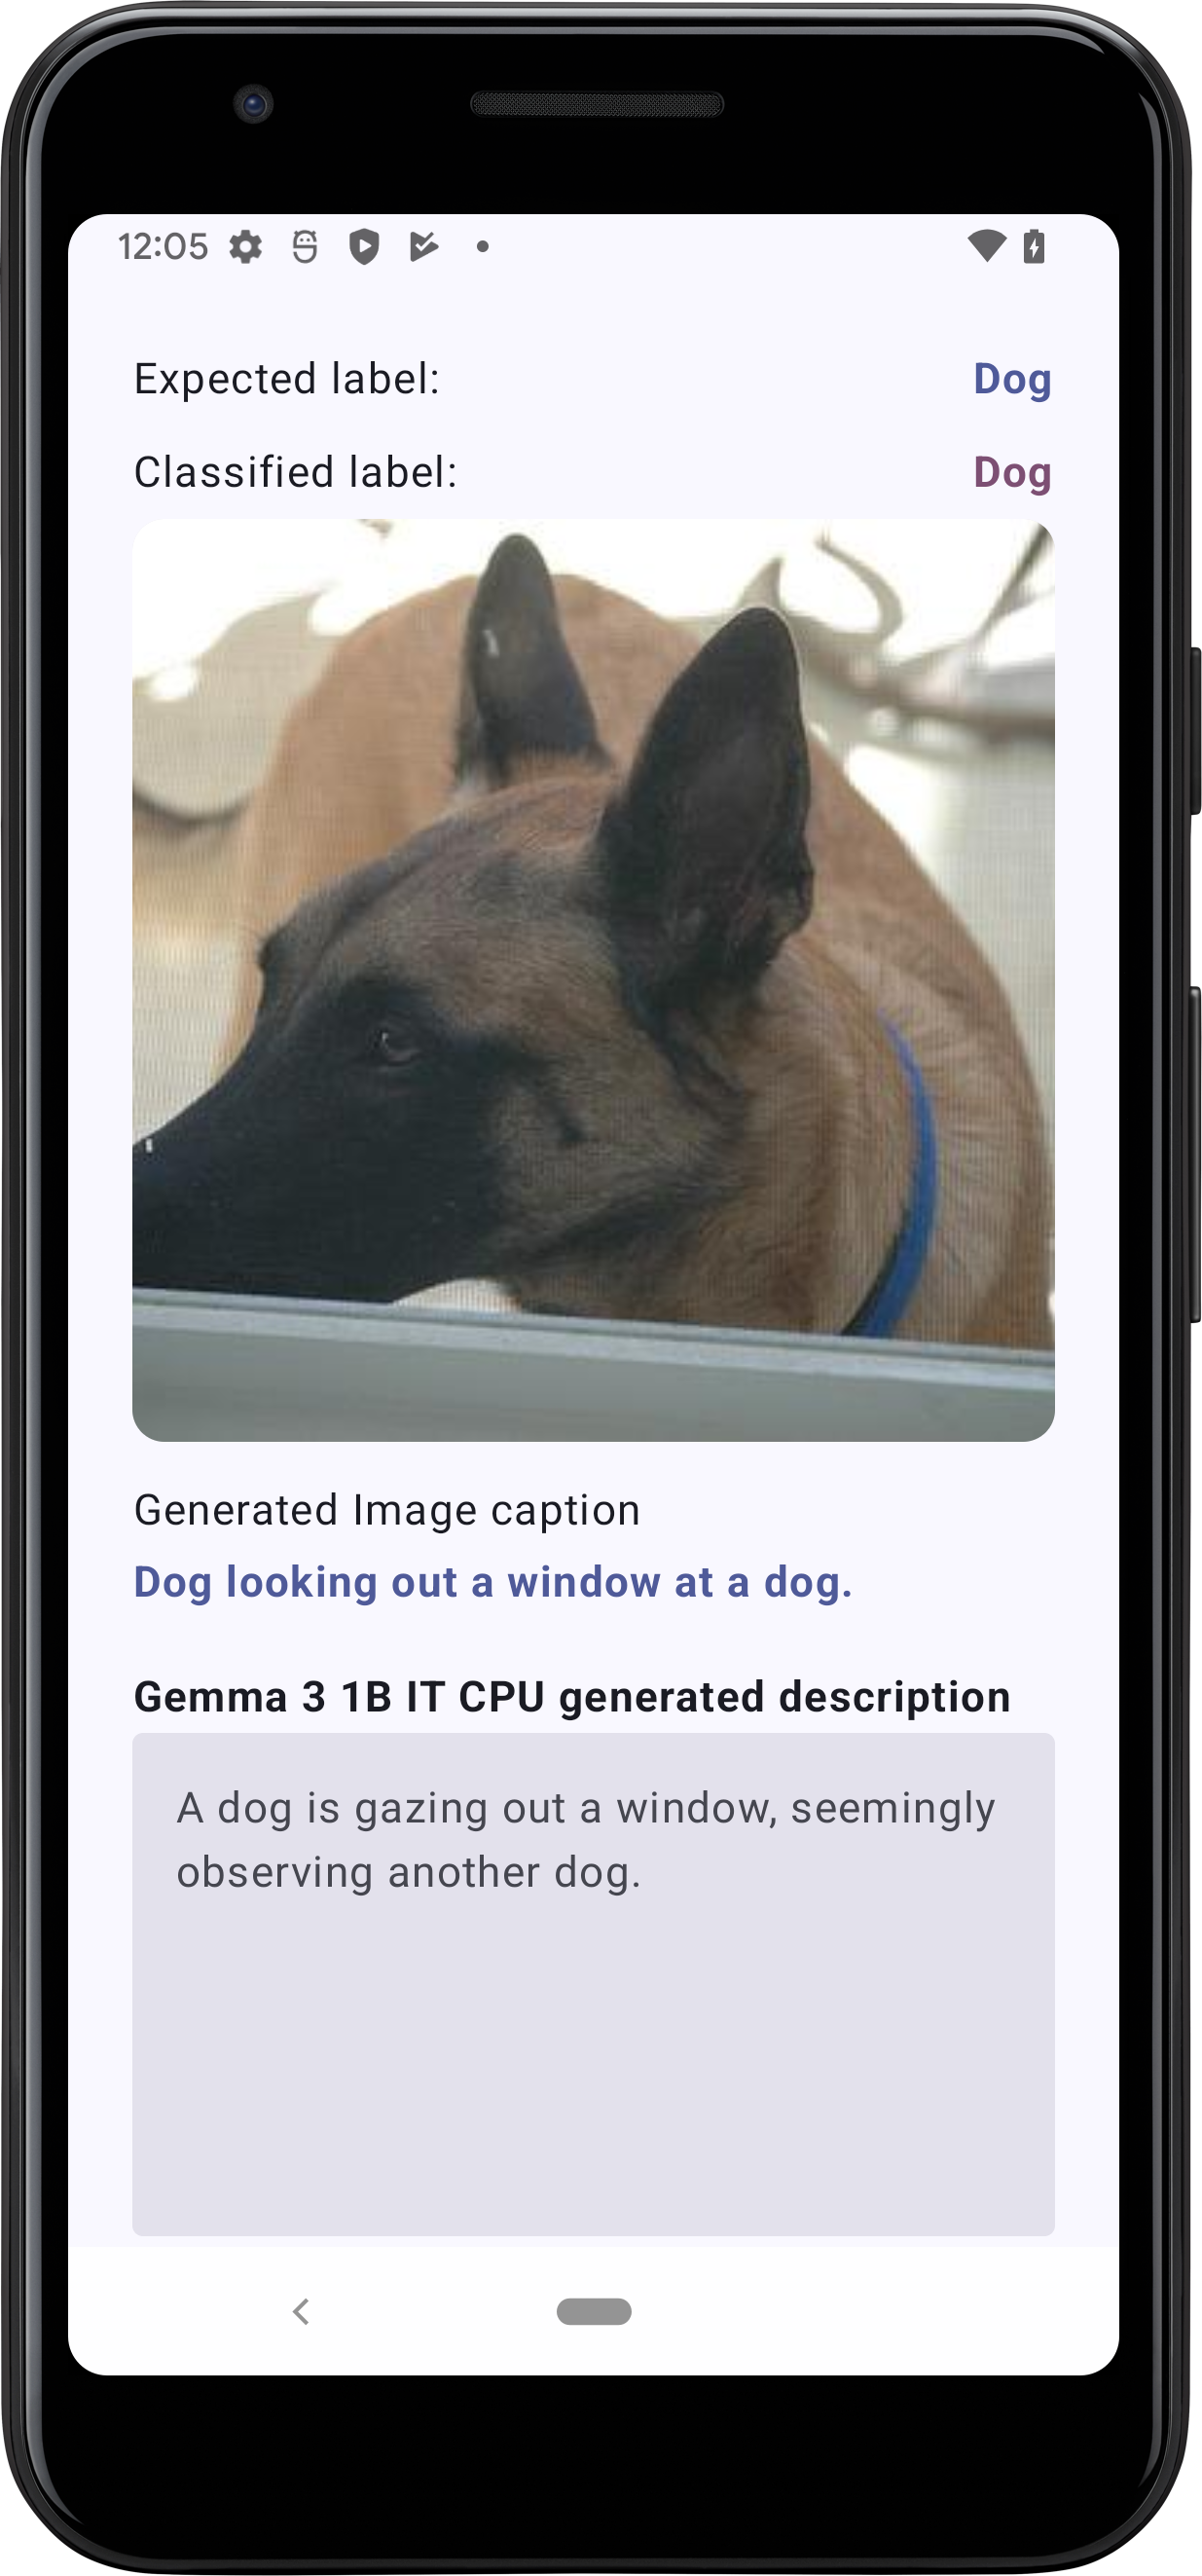 12:05
Expected label: Dog
Classified label: Dog
Generated Image caption
Dog looking out a window at a dog.
Gemma 3 1B IT CPU generated description
A dog is gazing out a window, seemingly
observing another dog.